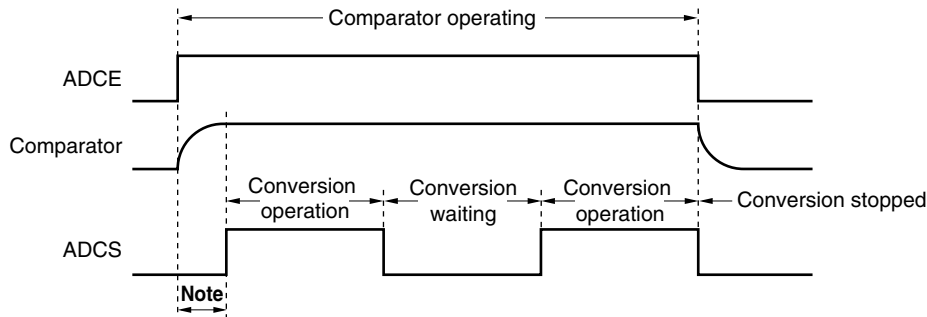 Comparator operating
ADCE
Comparator
Conversion
operation
Conversion
waiting
Conversion
operation
Conversion stopped
ADCS
Note